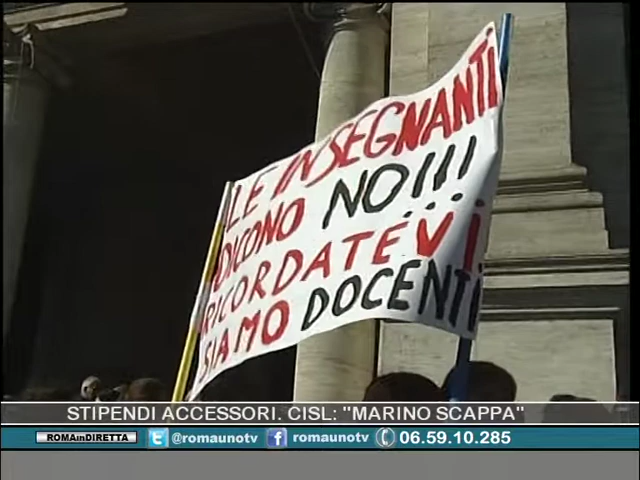 LE INSEGNANTI
DICONO NO!!!...
RICORDATEVI
SIAMO DOCENTI
STIPENDI ACCESSORI. CISL: "MARINO SCAPPA"
ROMAinDIRETTA @romaunotv romaunotv 06.59.10.285